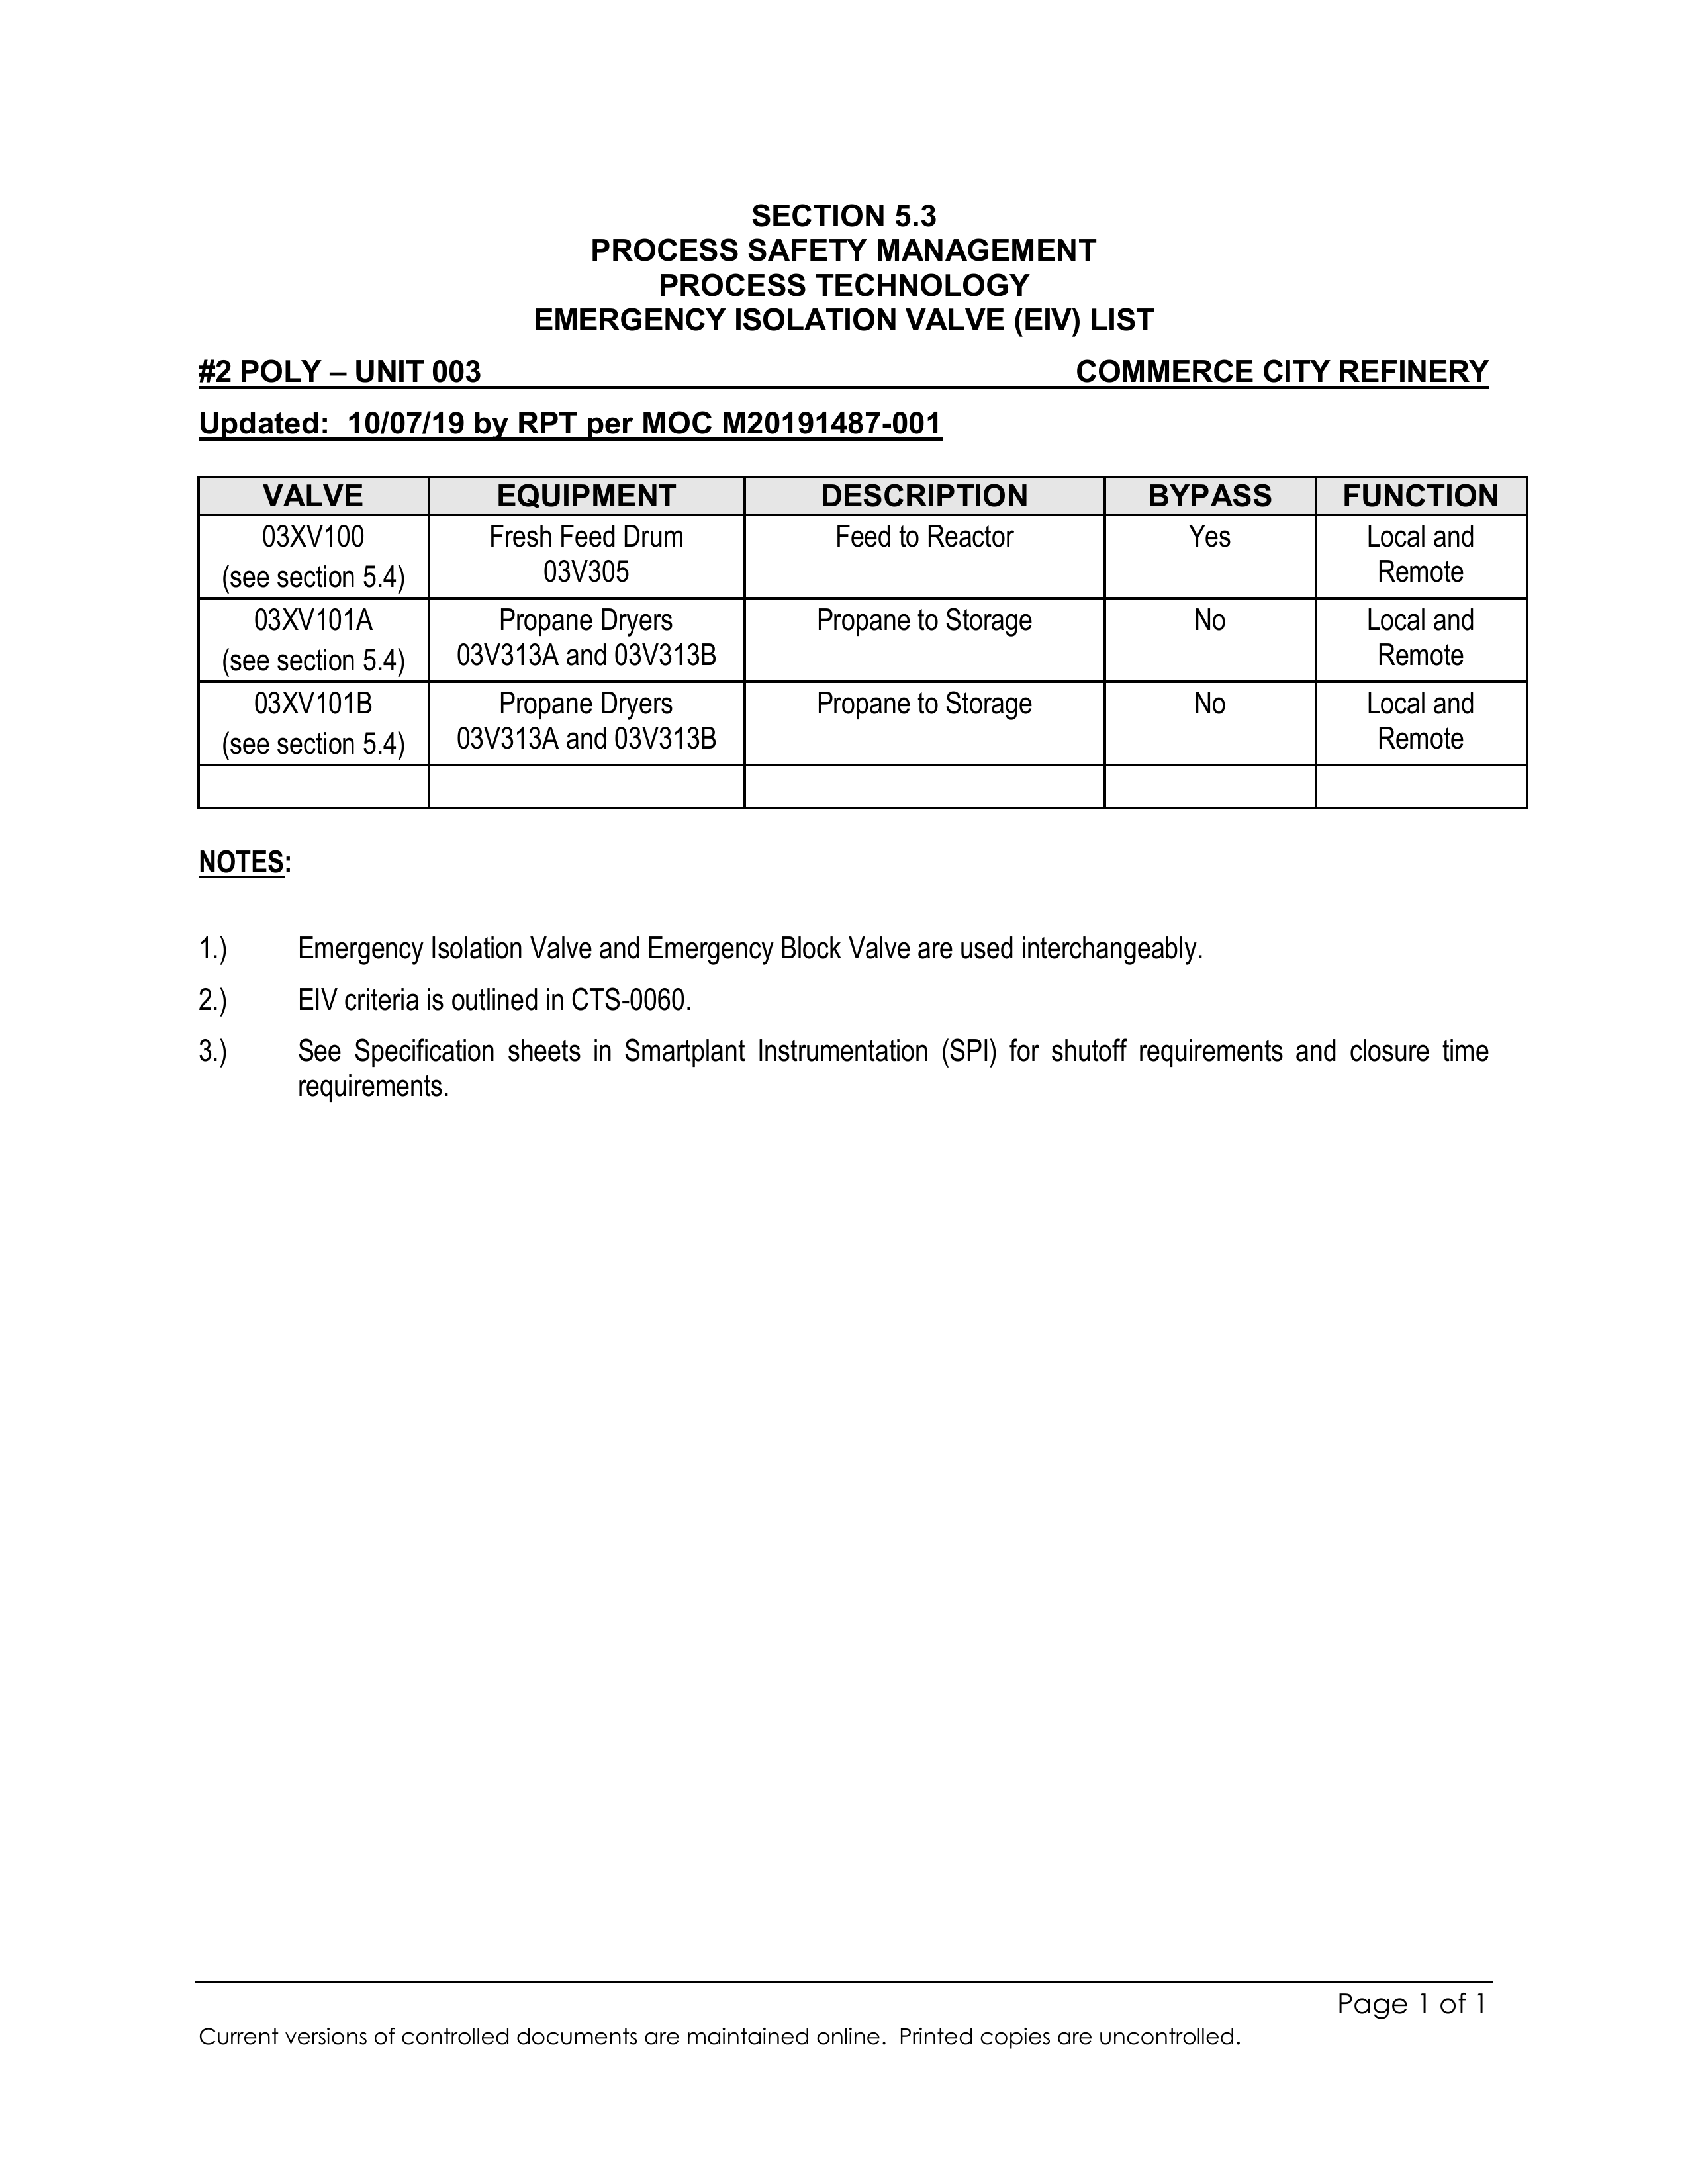 SECTION 5.3
PROCESS SAFETY MANAGEMENT
PROCESS TECHNOLOGY
EMERGENCY ISOLATION VALVE (EIV) LIST
#2 POLY – UNIT 003 COMMERCE CITY REFINERY
Updated: 10/07/19 by RPT per MOC M20191487-001
VALVE EQUIPMENT DESCRIPTION BYPASS FUNCTION
03XV100 Fresh Feed Drum Feed to Reactor Yes Local and
(see section 5.4) 03V305 Remote
03XV101A Propane Dryers Propane to Storage No Local and
(see section 5.4) 03V313A and 03V313B Remote
03XV101B Propane Dryers Propane to Storage No Local and
(see section 5.4) 03V313A and 03V313B Remote
NOTES:
1.) Emergency Isolation Valve and Emergency Block Valve are used interchangeably.
2.) EIV criteria is outlined in CTS-0060.
3.) See Specification sheets in Smartplant Instrumentation (SPI) for shutoff requirements and closure time
requirements.
Page 1 of 1
Current versions of controlled documents are maintained online. Printed copies are uncontrolled.